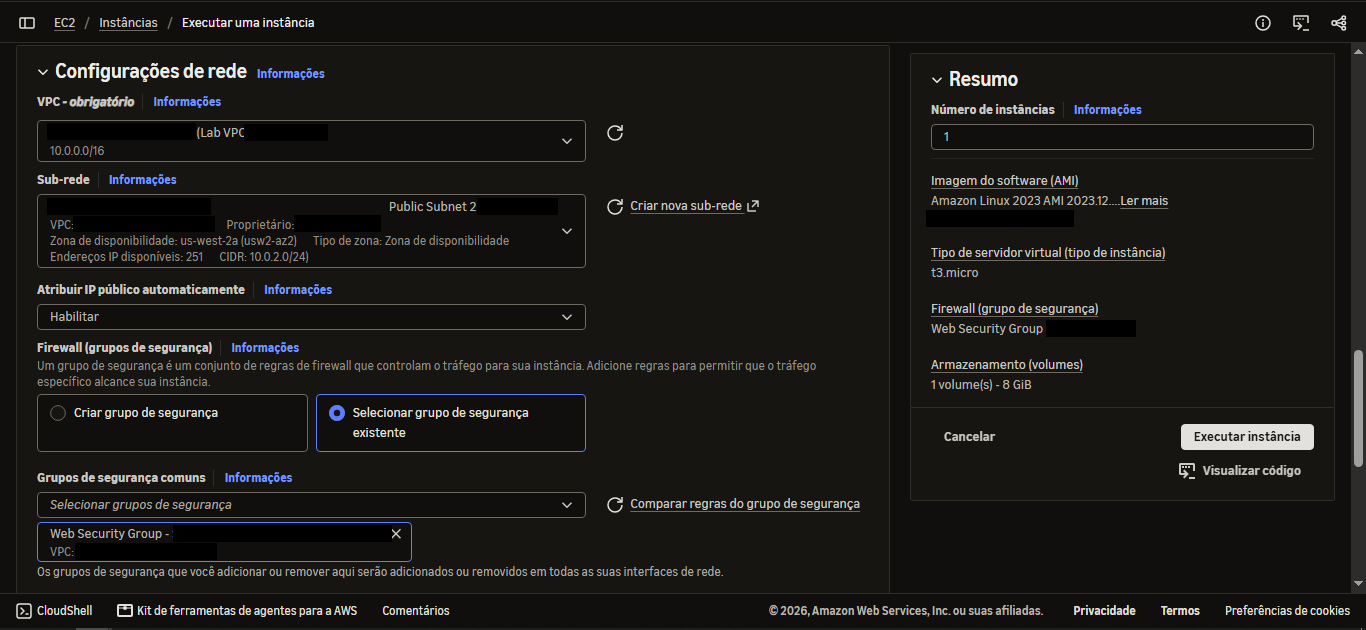 EC2 / Instâncias / Executar uma instância
Configurações de rede Informações
VPC - obrigatório Informações
(Lab VPC
10.0.0.0/16
Sub-rede Informações
Public Subnet 2
VPC: Proprietário:
Zona de disponibilidade: us-west-2a (usw2-az2) Tipo de zona: Zona de disponibilidade
Endereços IP disponíveis: 251 CIDR: 10.0.2.0/24)
Criar nova sub-rede
Atribuir IP público automaticamente Informações
Habilitar
Firewall (grupos de segurança) Informações
Um grupo de segurança é um conjunto de regras de firewall que controlam o tráfego para sua instância. Adicione regras para permitir que o tráfego
específico alcance sua instância.
Criar grupo de segurança
Selecionar grupo de segurança
existente
Grupos de segurança comuns Informações
Selecionar grupos de segurança
Comparar regras do grupo de segurança
Web Security Group -
VPC:
Os grupos de segurança que você adicionar ou remover aqui serão adicionados ou removidos em todas as suas interfaces de rede.
Resumo
Número de instâncias Informações
1
Imagem do software (AMI)
Amazon Linux 2023 AMI 2023.12....Ler mais
Tipo de servidor virtual (tipo de instância)
t3.micro
Firewall (grupo de segurança)
Web Security Group
Armazenamento (volumes)
1 volume(s) - 8 GiB
Cancelar
Executar instância
Visualizar código
CloudShell Kit de ferramentas de agentes para a AWS Comentários © 2026, Amazon Web Services, Inc. ou suas afiliadas. Privacidade Termos Preferências de cookies